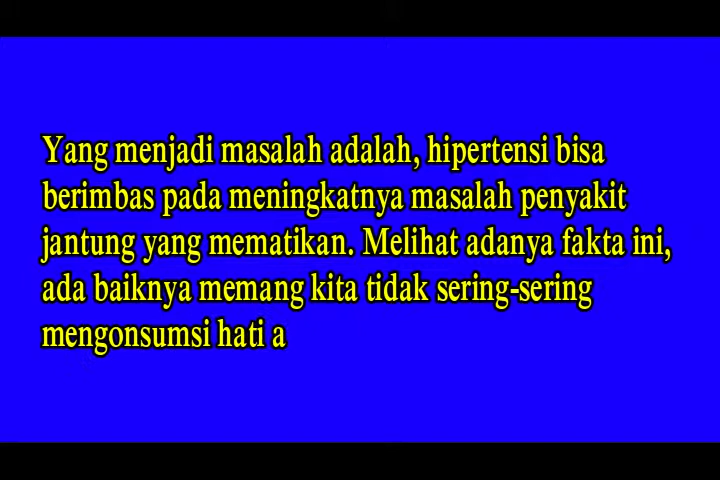 Yang menjadi masalah adalah, hipertensi bisa
berimbas pada meningkatnya masalah penyakit
jantung yang mematikan. Melihat adanya fakta ini,
ada baiknya memang kita tidak sering-sering
mengonsumsi hati a